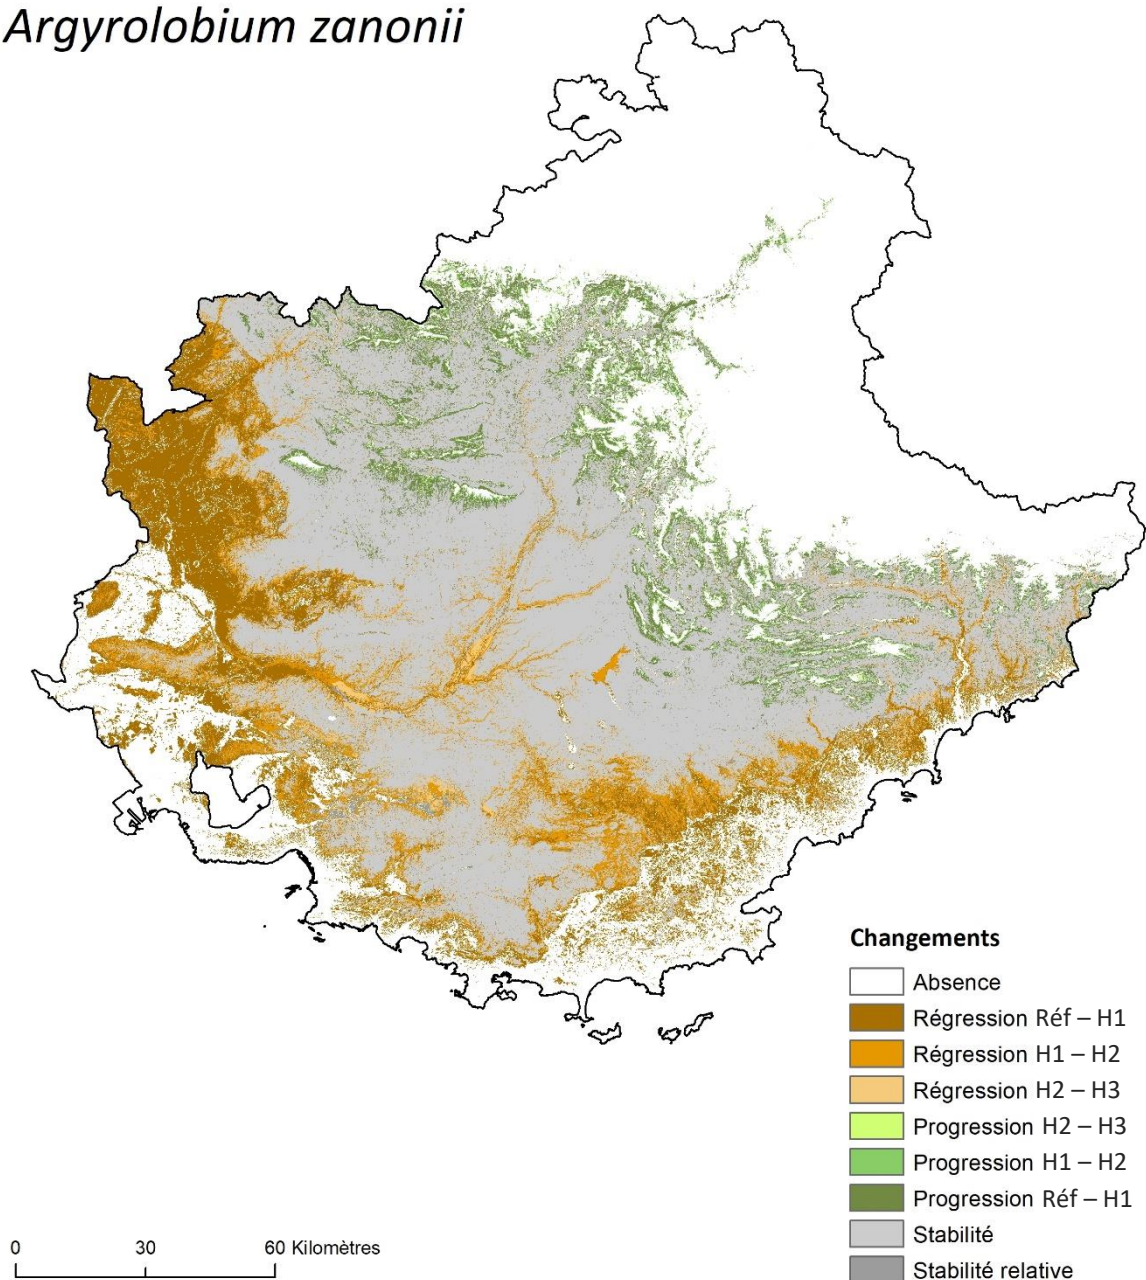 Argyrolobium zanonii
Changements
Absence
Régression Réf – H1
Régression H1 – H2
Régression H2 – H3
Progression H2 – H3
Progression H1 – H2
Progression Réf – H1
Stabilité
Stabilité relative
0 30 60 Kilomètres